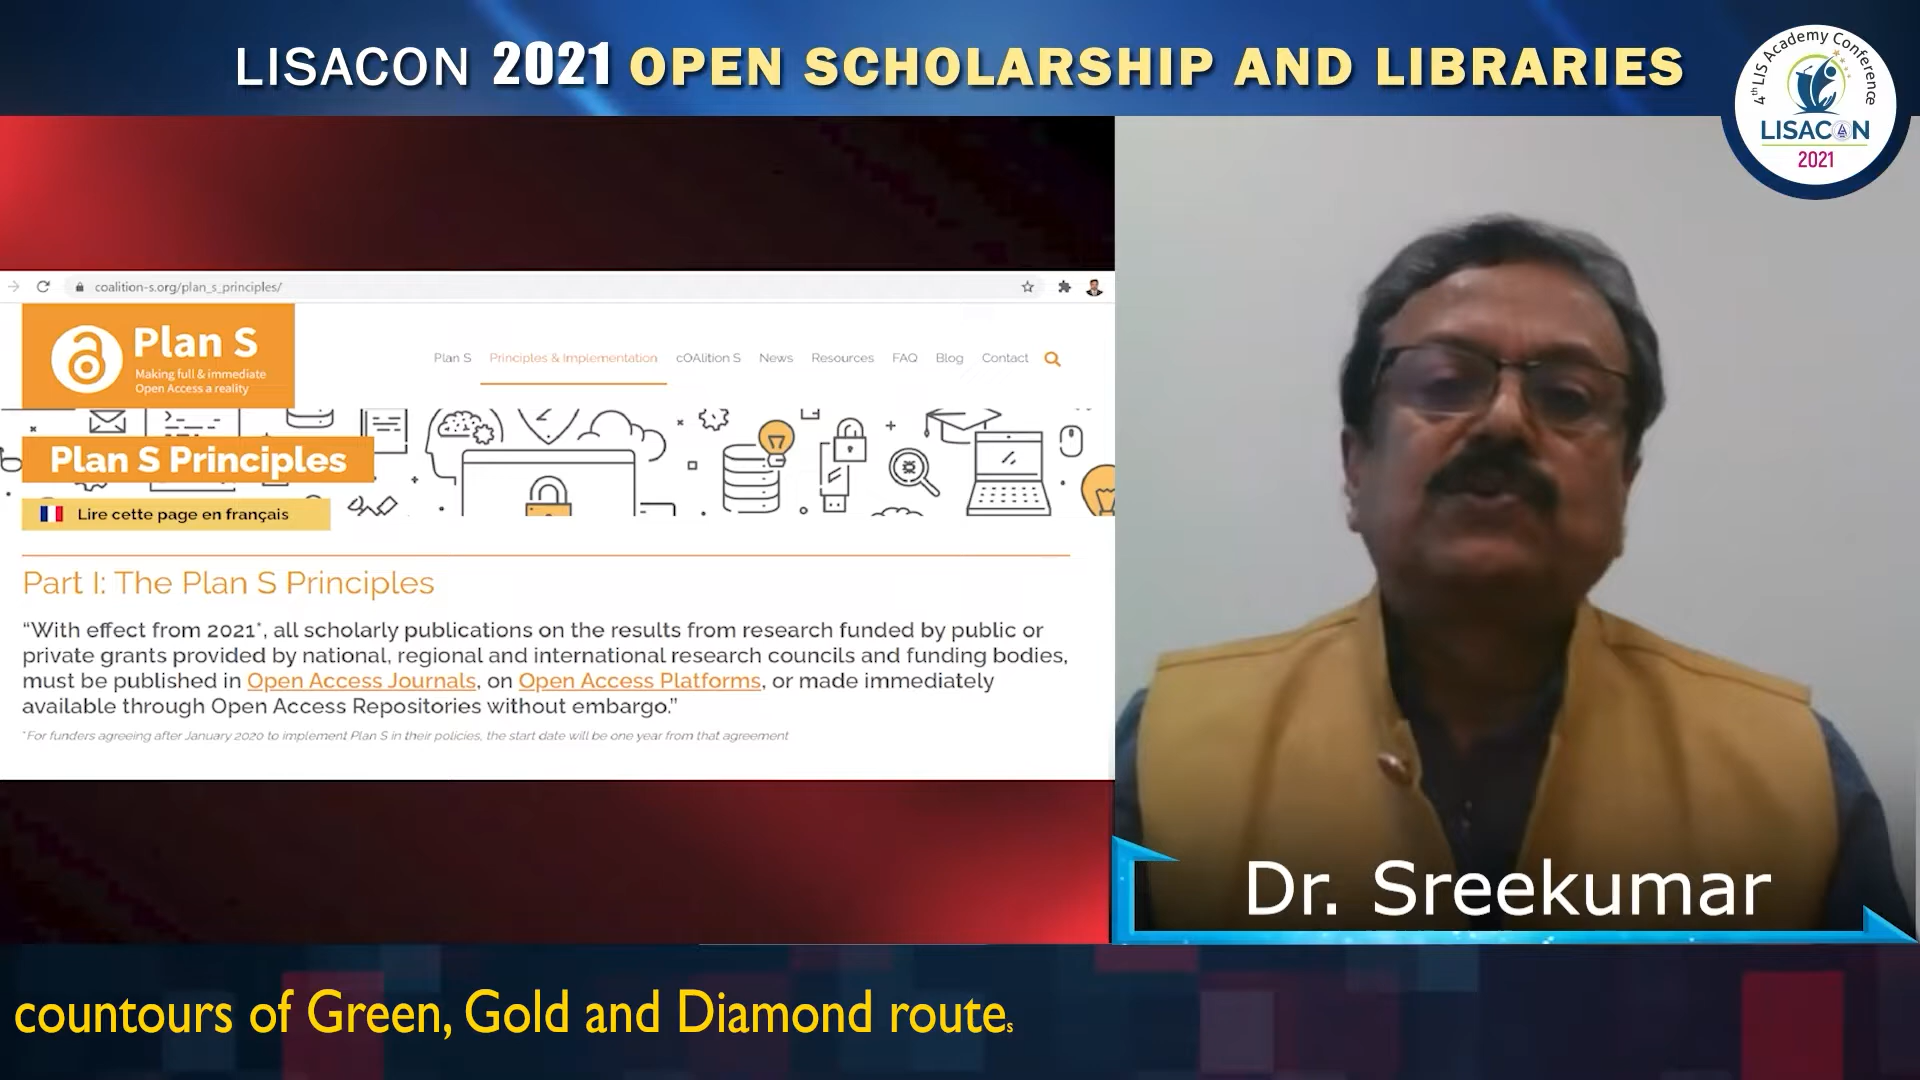 LISACON 2021 OPEN SCHOLARSHIP AND LIBRARIES
4th LIS Academy Conference
LISACON
2021
coalition-s.org/plan_s_principles/
Plan S
Making full & immediate
Open Access a reality
Plan S Principles & Implementation cOAlition S News Resources FAQ Blog Contact
Plan S Principles
Lire cette page en français
Part I: The Plan S Principles
“With effect from 2021*, all scholarly publications on the results from research funded by public or
private grants provided by national, regional and international research councils and funding bodies,
must be published in Open Access Journals, on Open Access Platforms, or made immediately
available through Open Access Repositories without embargo.”
*For funders agreeing after January 2020 to implement Plan S in their policies, the start date will be one year from that agreement
Dr. Sreekumar
countours of Green, Gold and Diamond routes